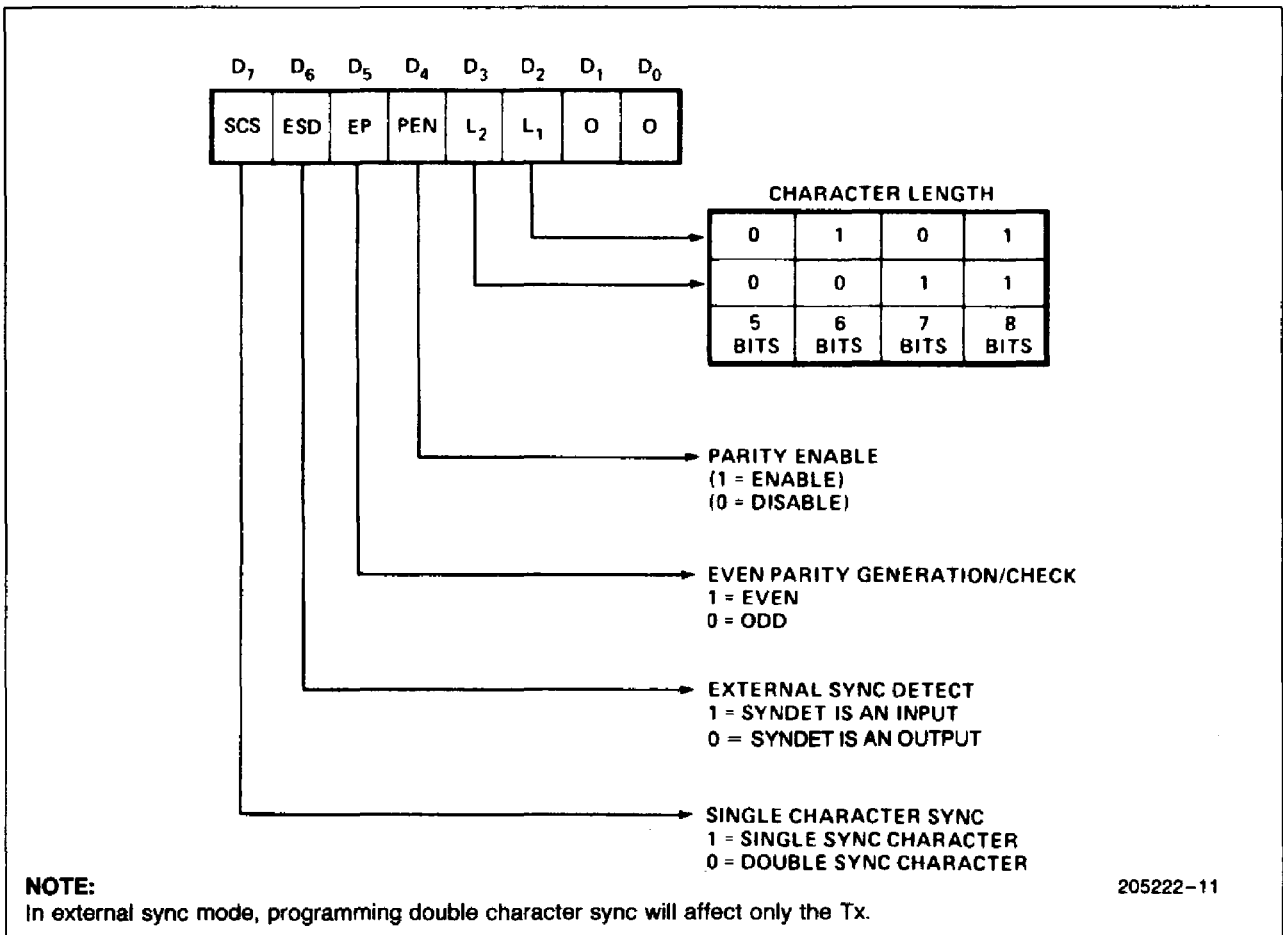 D7 D6 D5 D4 D3 D2 D1 D0
SCS ESD EP PEN L2 L1 0 0
CHARACTER LENGTH
0 1 0 1
0 0 1 1
5 BITS 6 BITS 7 BITS 8 BITS
PARITY ENABLE
(1 = ENABLE)
(0 = DISABLE)
EVEN PARITY GENERATION/CHECK
1 = EVEN
0 = ODD
EXTERNAL SYNC DETECT
1 = SYNDET IS AN INPUT
0 = SYNDET IS AN OUTPUT
SINGLE CHARACTER SYNC
1 = SINGLE SYNC CHARACTER
0 = DOUBLE SYNC CHARACTER
NOTE:
205222-11
In external sync mode, programming double character sync will affect only the Tx.